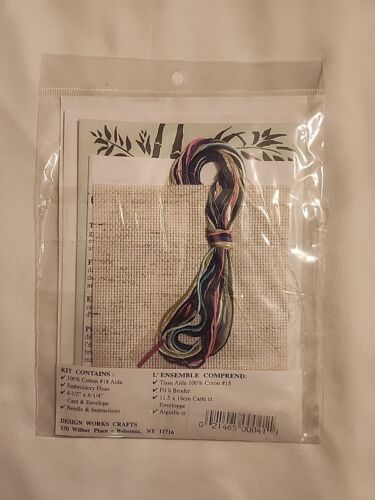 KIT CONTAINS :
✓ 100% Coton #18 Aida
✓ Embroidery Floss
✓ 4-1/2" x 6-1/4"
Card & Envelope
✓ Needle & Instructions
L' ENSEMBLE COMPREND:
✓ Tissu Aida 100% Coton #18
✓ Fil à Broder
✓ 11.5 x 16cm Carte et
Enveloppe
✓ Aiguille et
DESIGN WORKS CRAFTS
170 Wilbur Place • Bohemia, NY 11716
0 21465 00041